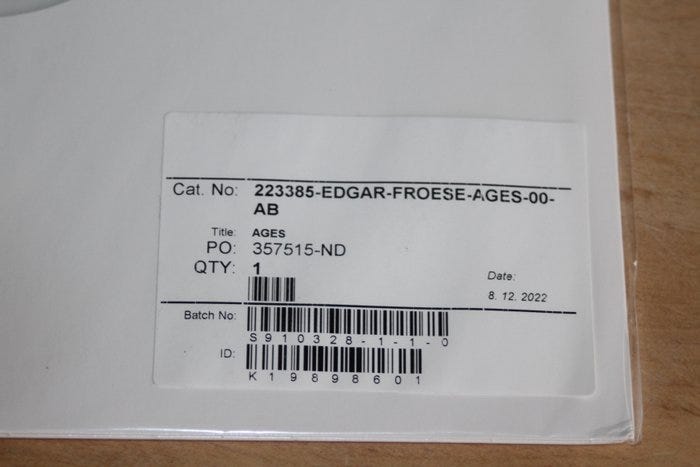 Cat. No: 223385-EDGAR-FROESE-AGES-00-
AB
Title: AGES
PO: 357515-ND
QTY: 1
Date:
8. 12. 2022
Batch No:
S910328-1-1-0
ID:
K19898601